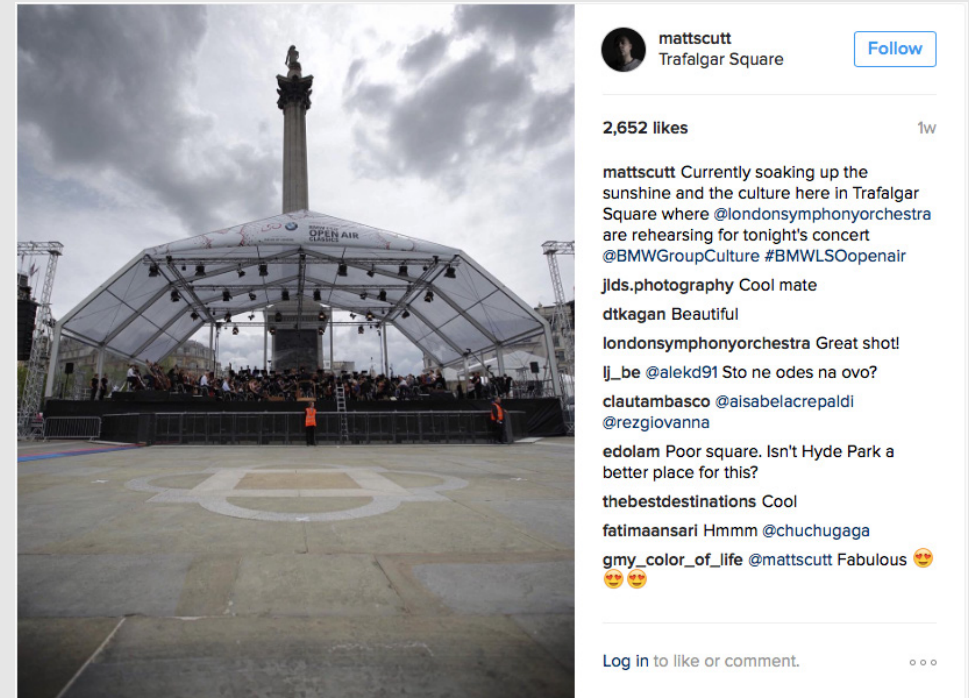 OPEN AIR
CLASSICS
mattscutt
Trafalgar Square
Follow
2,652 likes
1w
mattscutt Currently soaking up the
sunshine and the culture here in Trafalgar
Square where @londonsymphonyorchestra
are rehearsing for tonight's concert
@BMWGroupCulture #BMWLSOopenair
jlds.photography Cool mate
dtkagan Beautiful
londonsymphonyorchestra Great shot!
lj_be @alekd91 Sto ne odes na ovo?
clautambasco @aisabelacrepaldi
@rezgiovanna
edolam Poor square. Isn't Hyde Park a
better place for this?
thebestdestinations Cool
fatimaansari Hmmm @chuchugaga
gmy_color_of_life @mattscutt Fabulous 😍
😍😍
Log in to like or comment.